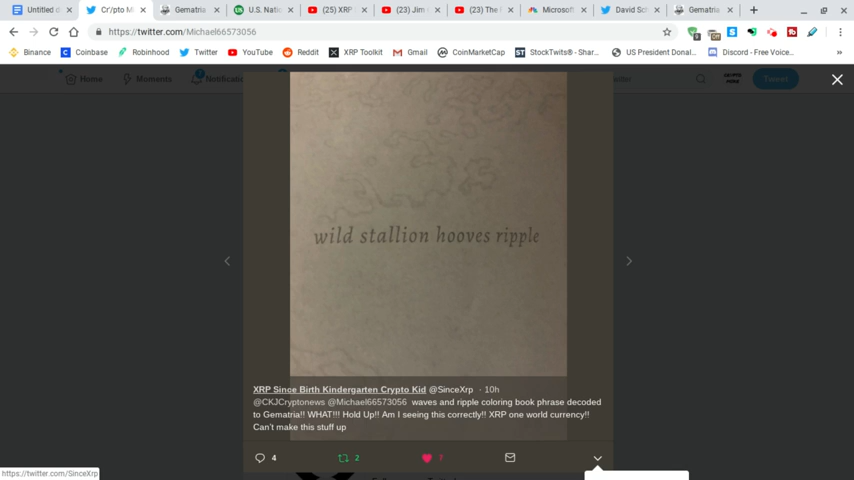 Untitled d
Cr/pto M
Gematria
U.S. Nati
(25) XRP
(23) Jim
(23) The
Microsof
David Sc
Gematria
https://twitter.com/Michael66573056
Binance
Coinbase
Robinhood
Twitter
YouTube
Reddit
XRP Toolkit
Gmail
CoinMarketCap
StockTwits® - Shar...
US President Donal...
Discord - Free Voice...
Home
Moments
Notificatio
Tweet
wild stallion hooves ripple
XRP Since Birth Kindergarten Crypto Kid @SinceXrp · 10h
@CKJCryptonews @Michael66573056 waves and ripple coloring book phrase decoded
to Gematria!! WHAT!!! Hold Up!! Am I seeing this correctly!! XRP one world currency!!
Can't make this stuff up
4
2
7
https://twitter.com/SinceXrp